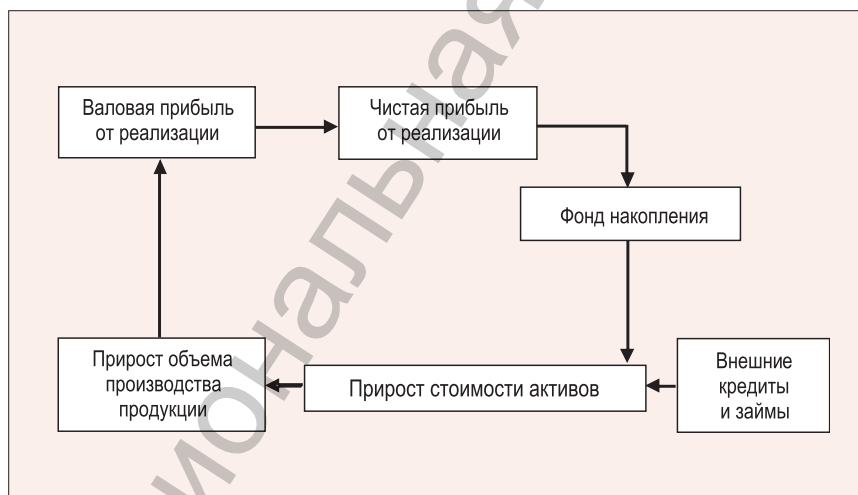 Валовая прибыль
от реализации
Чистая прибыль
от реализации
Фонд накопления
Прирост объема
производства
продукции
Прирост стоимости активов
Внешние
кредиты
и займы